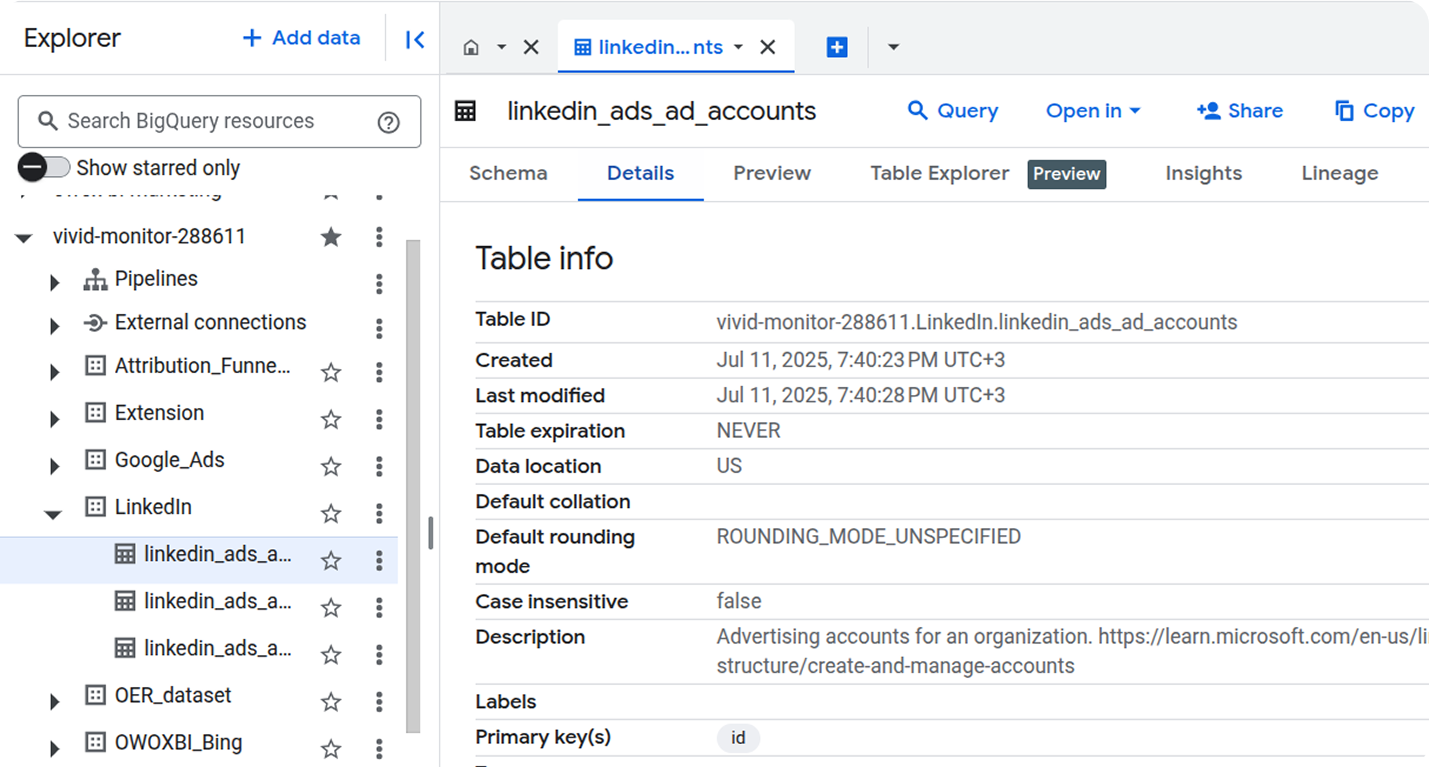 Explorer
+ Add data
linkedin...nts
Search BigQuery resources
Show starred only
vivid-monitor-288611
Pipelines
External connections
Attribution_Funne...
Extension
Google_Ads
LinkedIn
linkedin_ads_a...
linkedin_ads_a...
linkedin_ads_a...
OER_dataset
OWOXBI_Bing
linkedin_ads_ad_accounts
Query
Open in
Share
Copy
Schema
Details
Preview
Table Explorer
Preview
Insights
Lineage
Table info
Table ID
vivid-monitor-288611.LinkedIn.linkedin_ads_ad_accounts
Created
Jul 11, 2025, 7:40:23 PM UTC+3
Last modified
Jul 11, 2025, 7:40:28 PM UTC+3
Table expiration
NEVER
Data location
US
Default collation
Default rounding
mode
ROUNDING_MODE_UNSPECIFIED
Case insensitive
false
Description
Advertising accounts for an organization. https://learn.microsoft.com/en-us/li
structure/create-and-manage-accounts
Labels
Primary key(s)
id